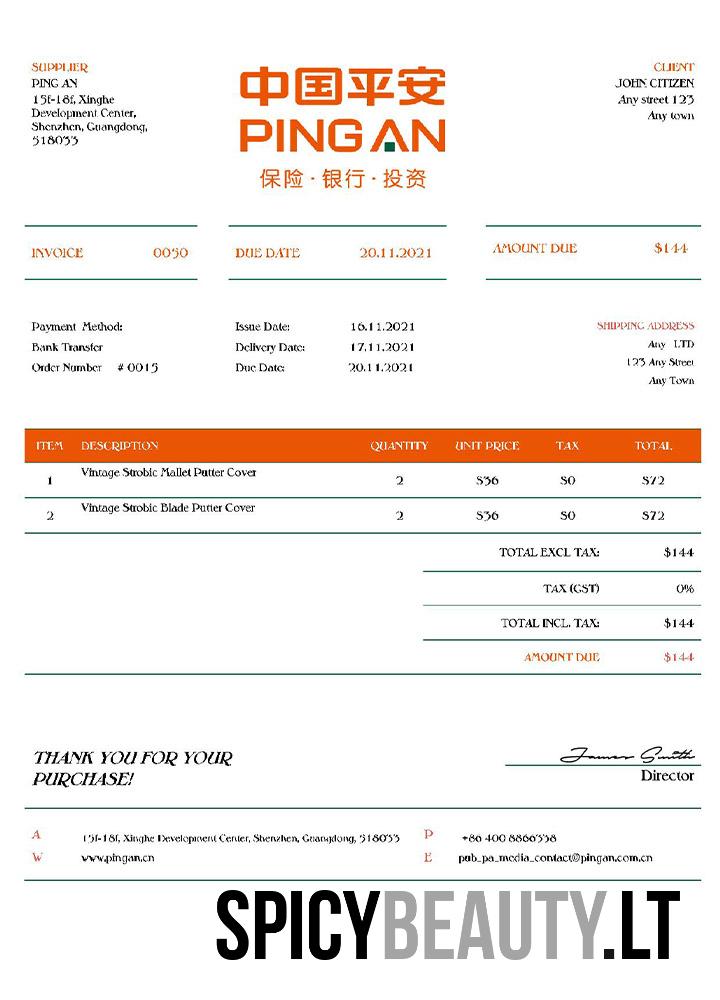 SUPPLIER
PING AN
15f-18f, Xinghe
Development Center,
Shenzhen, Guangdong,
518033
中国平安
PINGAN
保险·银行·投资
CLIENT
JOHN CITIZEN
Any street 123
Any town
INVOICE 0050
DUE DATE 20.11.2021
AMOUNT DUE $144
Payment Method:
Bank Transfer
Order Number # 0015
Issue Date: 16.11.2021
Delivery Date: 17.11.2021
Due Date: 20.11.2021
SHIPPING ADDRESS
Any LTD
123 Any Street
Any Town
ITEM DESCRIPTION QUANTITY UNIT PRICE TAX TOTAL
1 Vintage Strobic Mallet Putter Cover 2 $36 $0 $72
2 Vintage Strobic Blade Putter Cover 2 $36 $0 $72
TOTAL EXCL TAX: $144
TAX (GST) 0%
TOTAL INCL. TAX: $144
AMOUNT DUE $144
THANK YOU FOR YOUR
PURCHASE!
James Smith
Director
A 15f-18f, Xinghe Development Center, Shenzhen, Guangdong, 518033 P +86 400 8866338
W www.pingan.cn E pub_pa_media_contact@pingan.com.cn
SPICYBEAUTY.LT